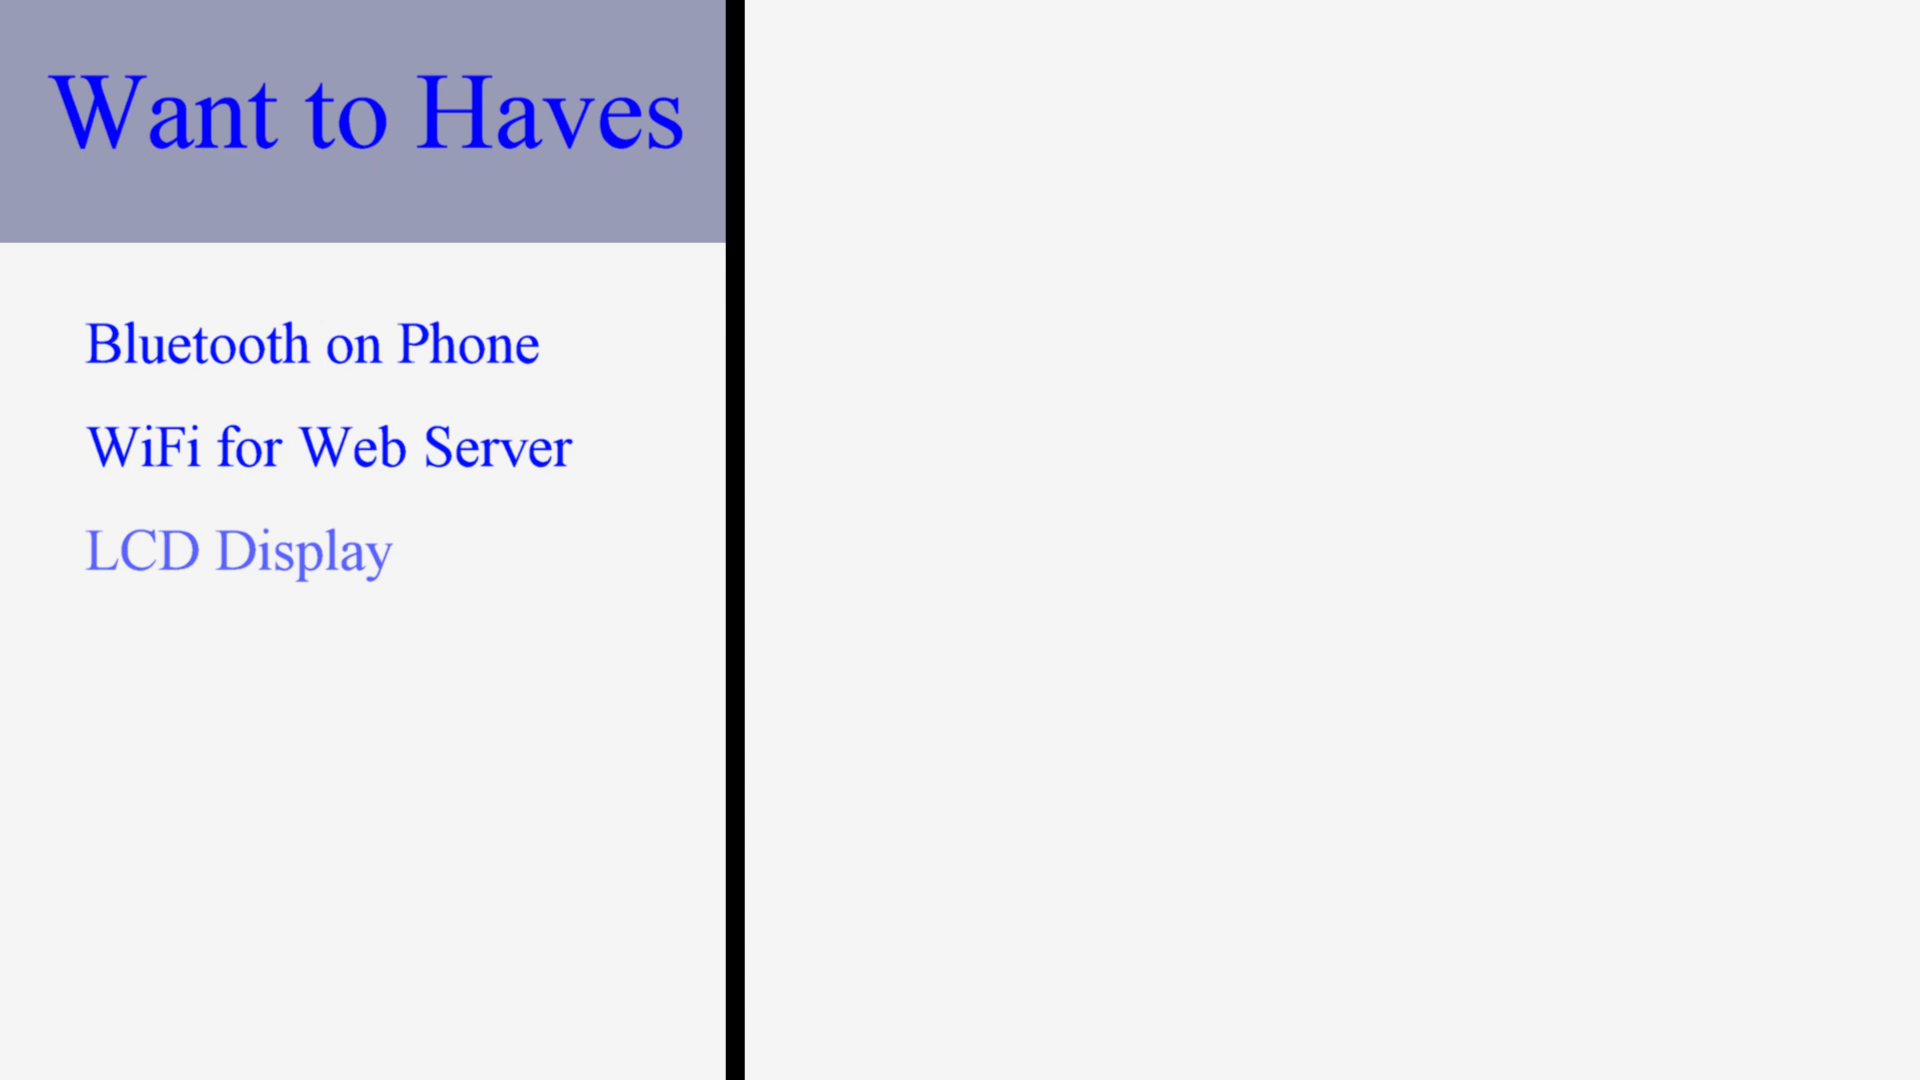 Want to Haves
Bluetooth on Phone
WiFi for Web Server
LCD Display